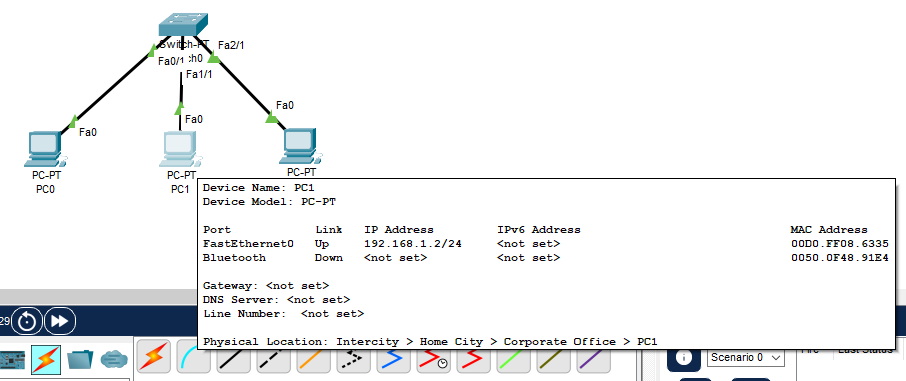 Switch-PT Fa2/1
Fa0/1 ch0
Fa1/1
Fa0 Fa0 Fa0
PC-PT PC-PT PC-PT
PC0 PC1
Device Name: PC1
Device Model: PC-PT
Port Link IP Address IPv6 Address MAC Address
FastEthernet0 Up 192.168.1.2/24 <not set> 00D0.FF08.6335
Bluetooth Down <not set> <not set> 0050.0F48.91E4
Gateway: <not set>
DNS Server: <not set>
Line Number: <not set>
Physical Location: Intercity > Home City > Corporate Office > PC1
29
Scenario 0 Fire Last Status